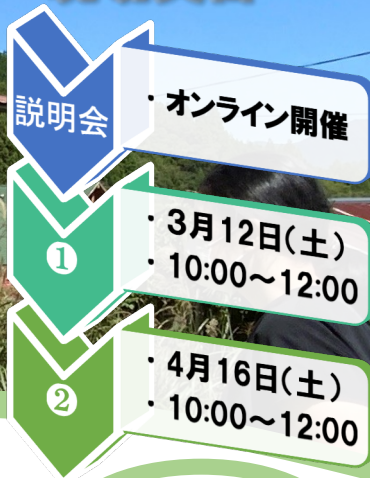 説明会
・オンライン開催
❶
・3月12日(土)
・10:00～12:00
❷
・4月16日(土)
・10:00～12:00